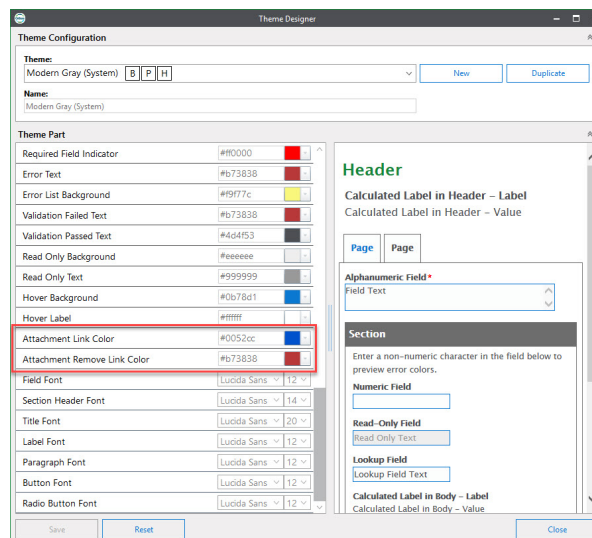 Theme Designer
Theme Configuration
Theme:
Modern Gray (System) B P H
New
Duplicate
Name:
Modern Gray (System)
Theme Part
Required Field Indicator #ff0000
Error Text #b73838
Error List Background #f9f77c
Validation Failed Text #b73838
Validation Passed Text #4d4f53
Read Only Background #eeeeee
Read Only Text #999999
Hover Background #0b78d1
Hover Label #ffffff
Attachment Link Color #0052cc
Attachment Remove Link Color #b73838
Field Font Lucida Sans 12
Section Header Font Lucida Sans 14
Title Font Lucida Sans 20
Label Font Lucida Sans 12
Paragraph Font Lucida Sans 12
Button Font Lucida Sans 12
Radio Button Font Lucida Sans 12
Header
Calculated Label in Header – Label
Calculated Label in Header – Value
Page Page
Alphanumeric Field*
Field Text
Section
Enter a non-numeric character in the field below to
preview error colors.
Numeric Field
Read-Only Field
Read Only Text
Lookup Field
Lookup Field Text
Calculated Label in Body – Label
Calculated Label in Body – Value
Save
Reset
Close